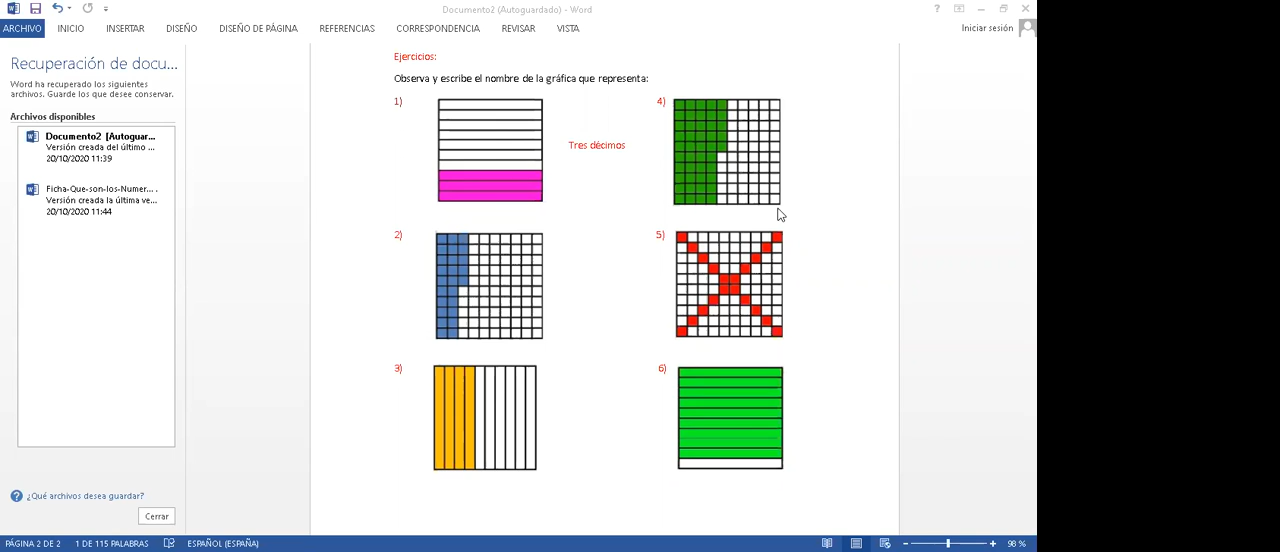 Documento2 (Autoguardado) - Word
ARCHIVO INICIO INSERTAR DISEÑO DISEÑO DE PÁGINA REFERENCIAS CORRESPONDENCIA REVISAR VISTA Iniciar sesión
Recuperación de docu...
Word ha recuperado los siguientes
archivos. Guarde los que desee conservar.
Archivos disponibles
Documento2 [Autoguar...
Versión creada del último ...
20/10/2020 11:39
Ficha-Que-son-los-Numer... .
Versión creada la última ve...
20/10/2020 11:44
¿Qué archivos desea guardar?
Cerrar
Ejercicios:
Observa y escribe el nombre de la gráfica que representa:
1)
Tres décimos
4)
2)
5)
3)
6)
PÁGINA 2 DE 2 1 DE 115 PALABRAS ESPAÑOL (ESPAÑA) 98 %